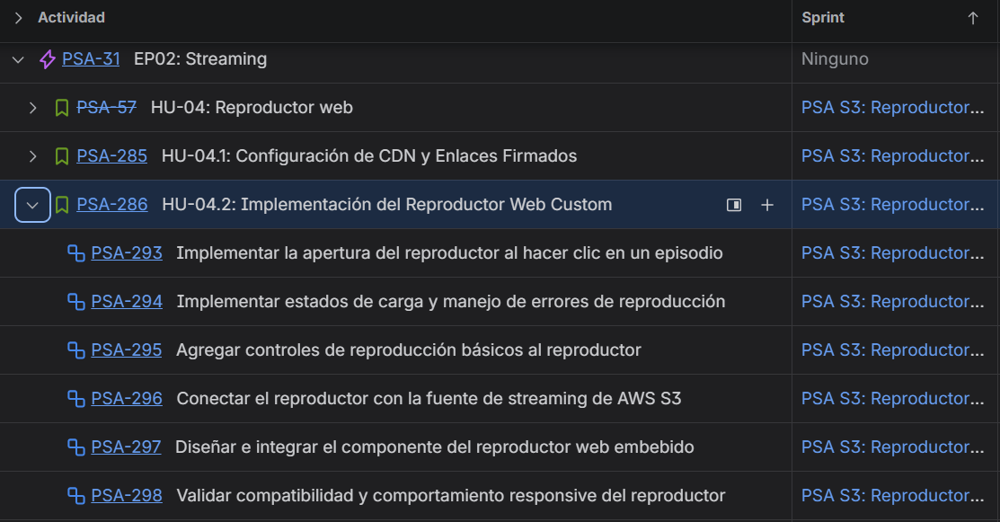 Actividad Sprint
PSA-31 EP02: Streaming Ninguno
PSA-57 HU-04: Reproductor web PSA S3: Reproductor...
PSA-285 HU-04.1: Configuración de CDN y Enlaces Firmados PSA S3: Reproductor...
PSA-286 HU-04.2: Implementación del Reproductor Web Custom PSA S3: Reproductor...
PSA-293 Implementar la apertura del reproductor al hacer clic en un episodio PSA S3: Reproductor...
PSA-294 Implementar estados de carga y manejo de errores de reproducción PSA S3: Reproductor...
PSA-295 Agregar controles de reproducción básicos al reproductor PSA S3: Reproductor...
PSA-296 Conectar el reproductor con la fuente de streaming de AWS S3 PSA S3: Reproductor...
PSA-297 Diseñar e integrar el componente del reproductor web embebido PSA S3: Reproductor...
PSA-298 Validar compatibilidad y comportamiento responsive del reproductor PSA S3: Reproductor...